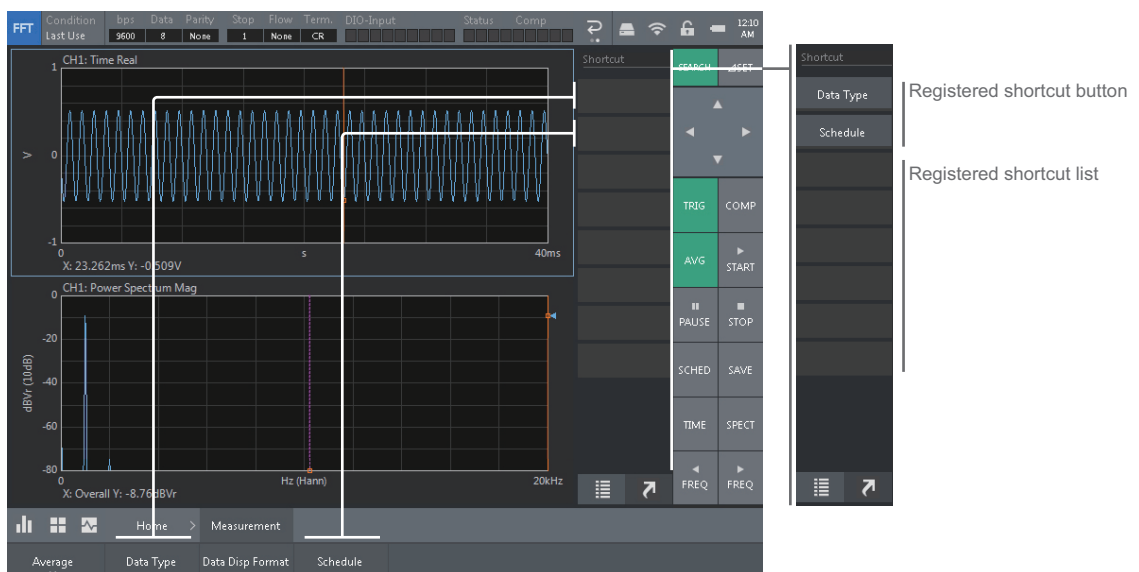 FFT
Condition bps Data Parity Stop Flow Term. DIO-Input Status Comp
Last Use 9600 8 None 1 None CR
12:10
AM
CH1: Time Real
1
V
0
-1
0 s 40ms
X: 23.262ms Y: -0.509V
CH1: Power Spectrum Mag
0
-20
-40
-60
-80
dBVr (10dB)
0 Hz (Hann) 20kHz
X: Overall Y: -8.76dBVr
Shortcut
SEARCH ⊿SET
TRIG COMP
AVG START
PAUSE STOP
SCHED SAVE
TIME SPECT
FREQ FREQ
Home > Measurement
Average Data Type Data Disp Format Schedule
Shortcut
Data Type
Schedule
Registered shortcut button
Registered shortcut list